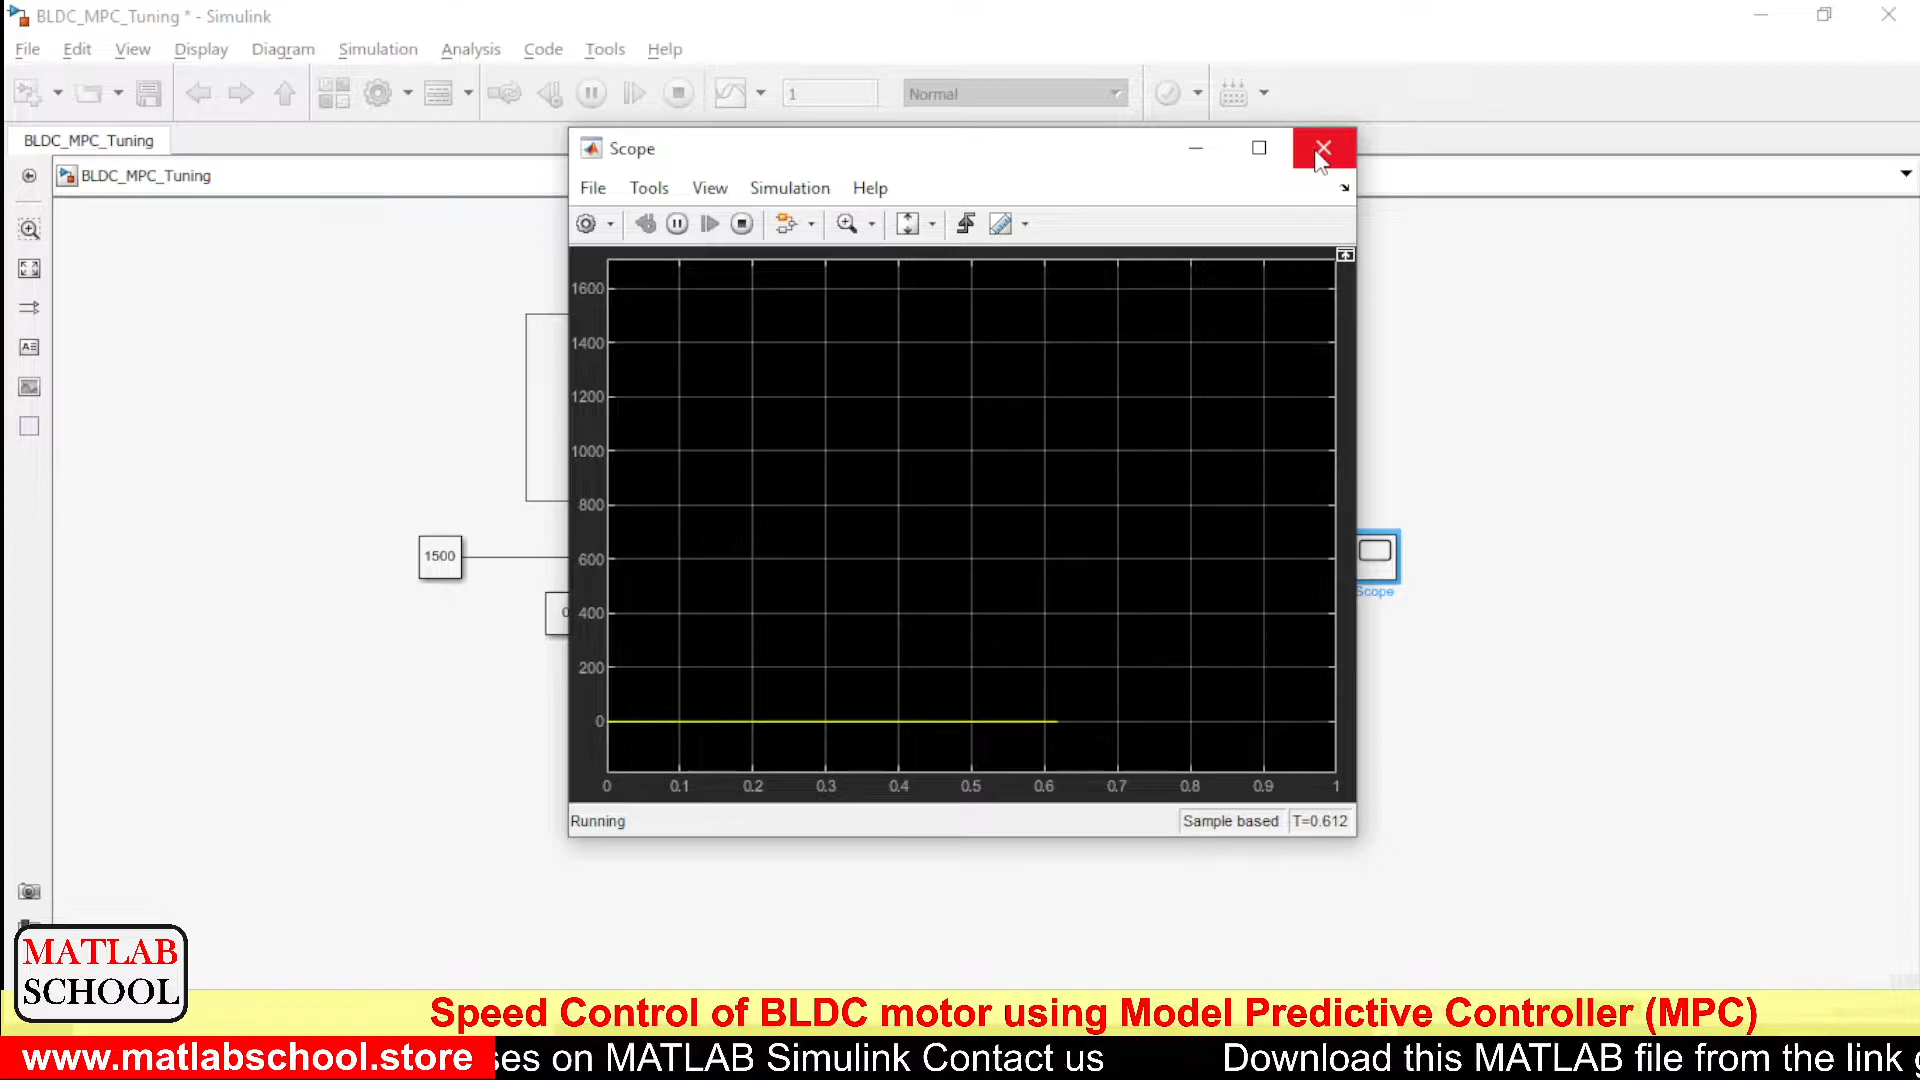 BLDC_MPC_Tuning * - Simulink
File Edit View Display Diagram Simulation Analysis Code Tools Help
1 Normal
BLDC_MPC_Tuning
BLDC_MPC_Tuning
Scope
File Tools View Simulation Help
1600
1400
1200
1000
800
600
400
200
0
0 0.1 0.2 0.3 0.4 0.5 0.6 0.7 0.8 0.9 1
Running Sample based T=0.612
1500
0
Scope
MATLAB
SCHOOL
Speed Control of BLDC motor using Model Predictive Controller (MPC)
www.matlabschool.store ses on MATLAB Simulink Contact us Download this MATLAB file from the link